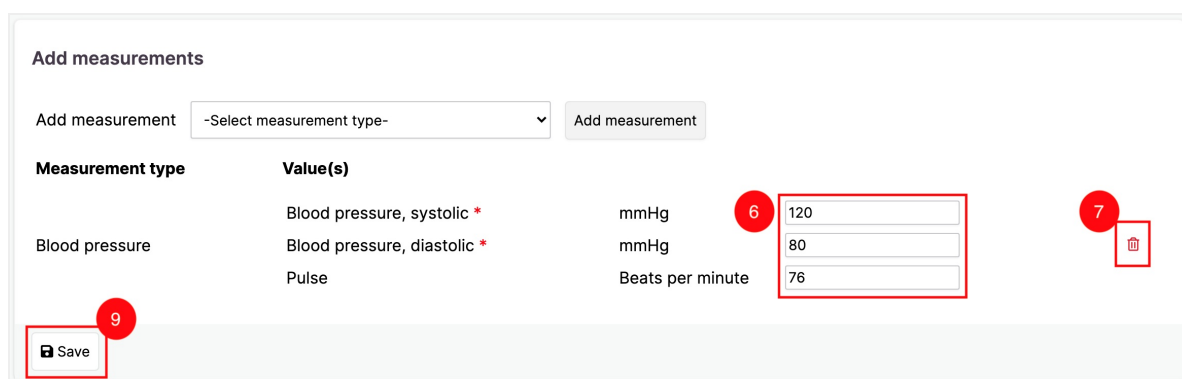 Add measurements
Add measurement -Select measurement type- Add measurement
Measurement type Value(s)
Blood pressure, systolic * mmHg 6 120 7
Blood pressure Blood pressure, diastolic * mmHg 80
Pulse Beats per minute 76
9
Save